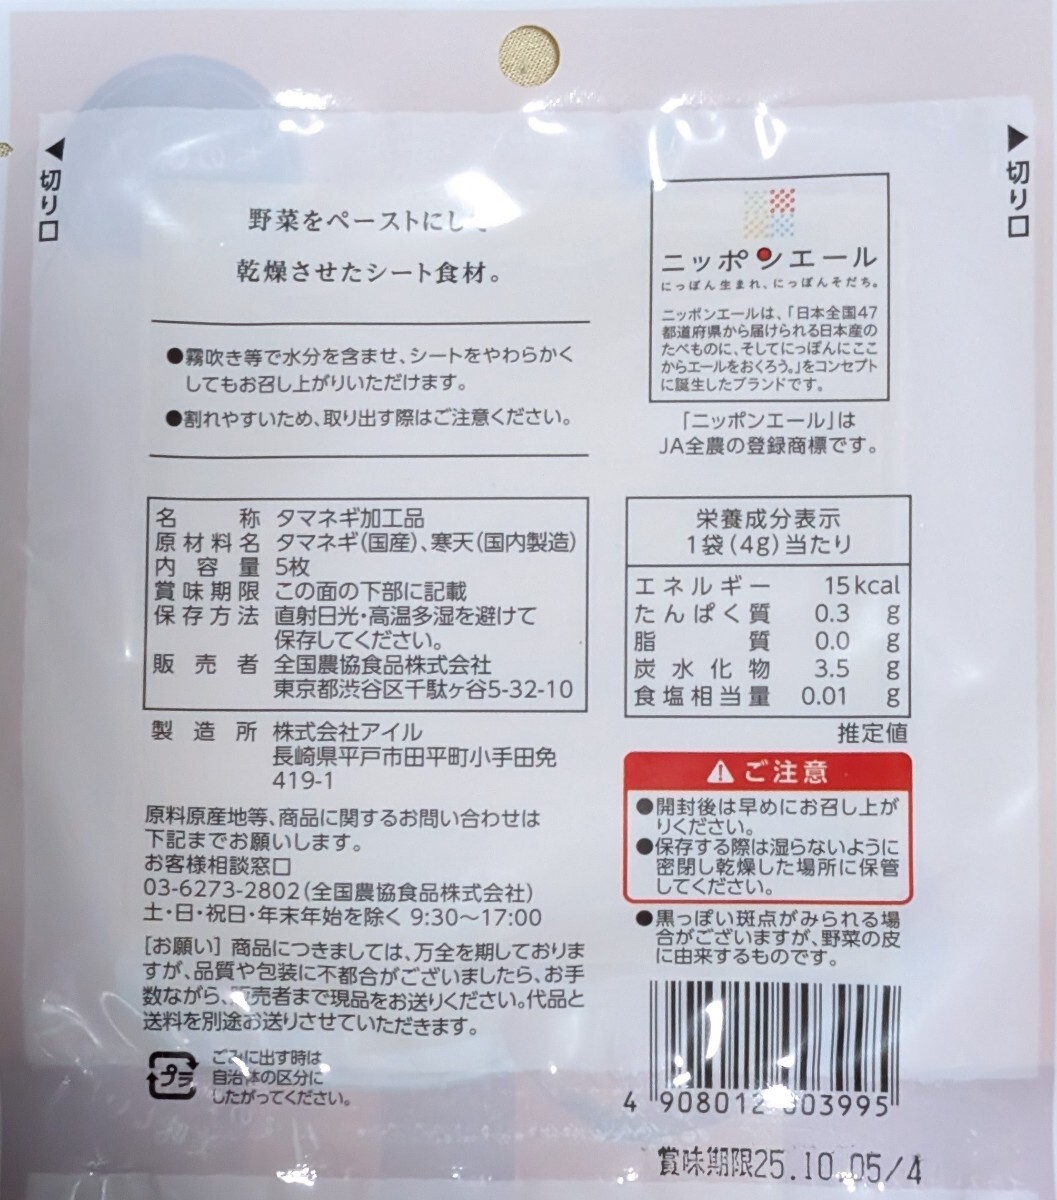 ◀切り口
▶切り口
野菜をペーストにして
乾燥させたシート食材。
●霧吹き等で水分を含ませ、シートをやわらかく
してもお召し上がりいただけます。
●割れやすいため、取り出す際はご注意ください。
ニッポンエール
にっぽん生まれ、にっぽんそだち。
ニッポンエールは、「日本全国47
都道府県から届けられる日本産の
たべものに、そしてにっぽんにここ
からエールをおくろう。」をコンセプト
に誕生したブランドです。
「ニッポンエール」は
JA全農の登録商標です。
名称 タマネギ加工品
原材料名 タマネギ(国産)、寒天(国内製造)
内容量 5枚
賞味期限 この面の下部に記載
保存方法 直射日光・高温多湿を避けて
保存してください。
販売者 全国農協食品株式会社
東京都渋谷区千駄ヶ谷5-32-10
製造所 株式会社アイル
長崎県平戸市田平町小手田免
419-1
原料原産地等、商品に関するお問い合わせは
下記までお願いします。
お客様相談窓口
03-6273-2802(全国農協食品株式会社)
土・日・祝日・年末年始を除く 9:30～17:00
[お願い] 商品につきましては、万全を期しておりま
すが、品質や包装に不都合がございましたら、お手
数ながら、販売者まで現品をお送りください。代品と
送料を別途お送りさせていただきます。
プラ
ごみに出す時は
自治体の区分に
したがってください。
栄養成分表示
1袋(4g)当たり
エネルギー 15kcal
たんぱく質 0.3 g
脂質 0.0 g
炭水化物 3.5 g
食塩相当量 0.01 g
推定値
ご注意
●開封後は早めにお召し上が
りください。
●保存する際は湿らないように
密閉し乾燥した場所に保管
してください。
●黒っぽい斑点がみられる場
合がございますが、野菜の皮
に由来するものです。
4 908012 003995
賞味期限25.10.05/4